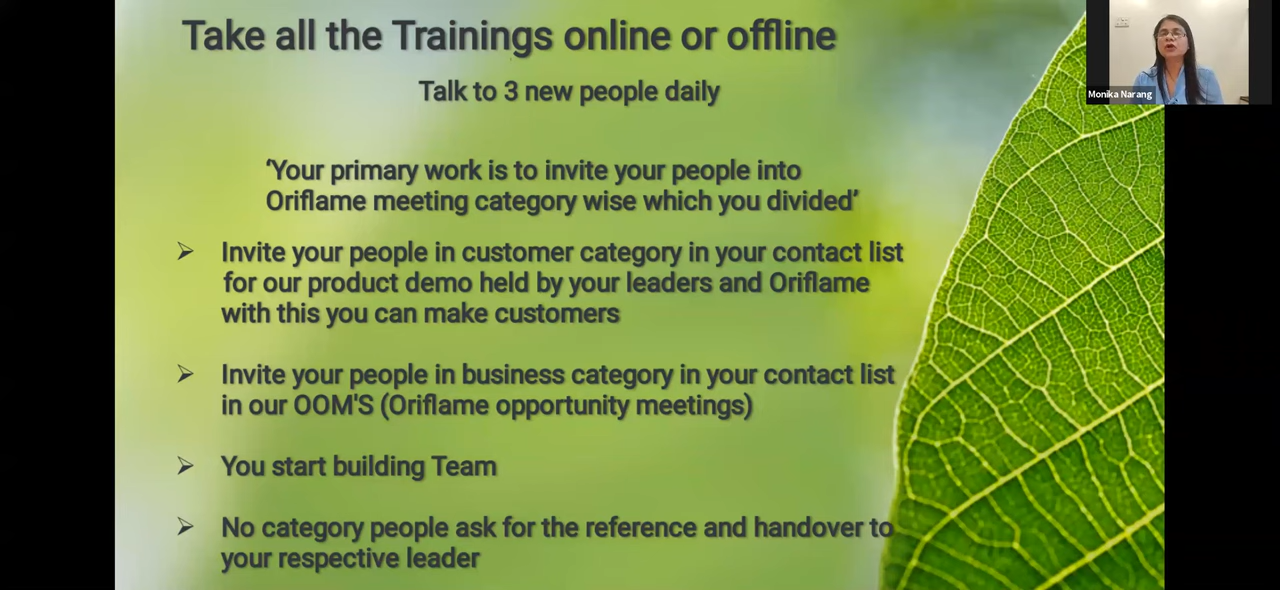 Take all the Trainings online or offline
Talk to 3 new people daily
Monika Narang
‘Your primary work is to invite your people into
Oriflame meeting category wise which you divided’
➢ Invite your people in customer category in your contact list
for our product demo held by your leaders and Oriflame
with this you can make customers
➢ Invite your people in business category in your contact list
in our OOM'S (Oriflame opportunity meetings)
➢ You start building Team
➢ No category people ask for the reference and handover to
your respective leader